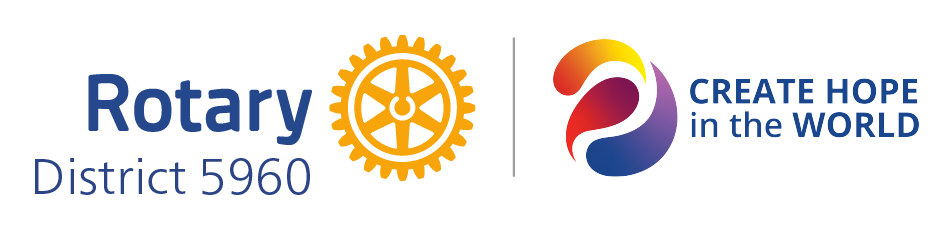 Rotary
District 5960
CREATE HOPE
in the WORLD